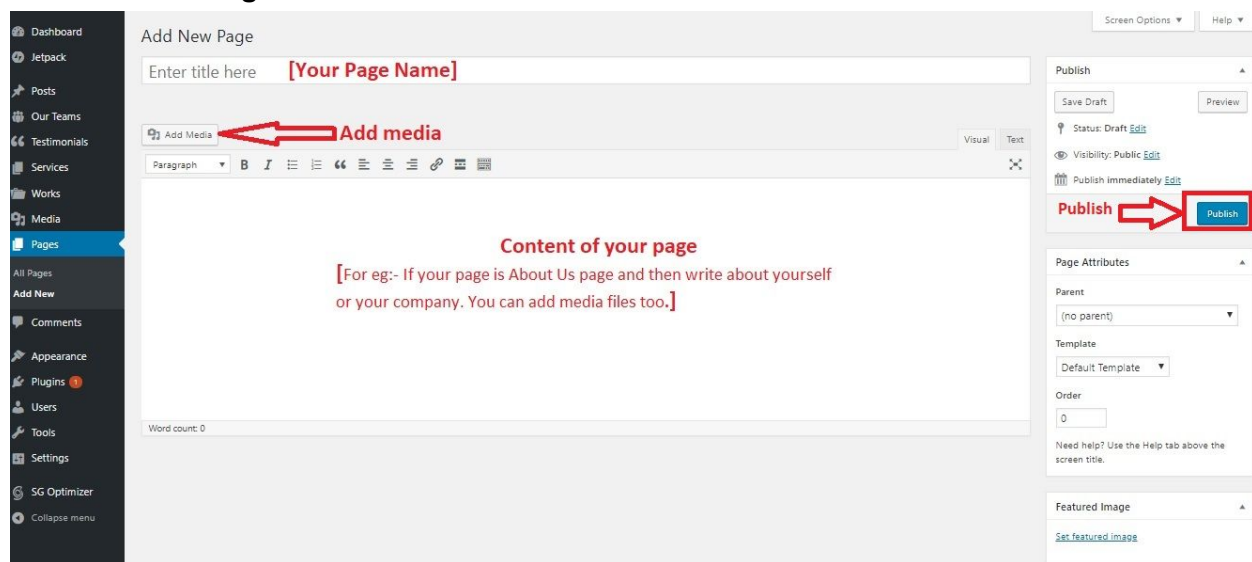 Screen Options ▼
Help ▼
Dashboard
Jetpack
Posts
Our Teams
Testimonials
Services
Works
Media
Pages
All Pages
Add New
Comments
Appearance
Plugins 1
Users
Tools
Settings
SG Optimizer
Collapse menu
Add New Page
Enter title here [Your Page Name]
Add Media
Add media
Visual Text
Paragraph ▼ B I
Content of your page
[For eg:- If your page is About Us page and then write about yourself
or your company. You can add media files too.]
Word count: 0
Publish
Save Draft Preview
Status: Draft Edit
Visibility: Public Edit
Publish immediately Edit
Publish
Publish
Page Attributes
Parent
(no parent)
Template
Default Template
Order
0
Need help? Use the Help tab above the
screen title.
Featured Image
Set featured image